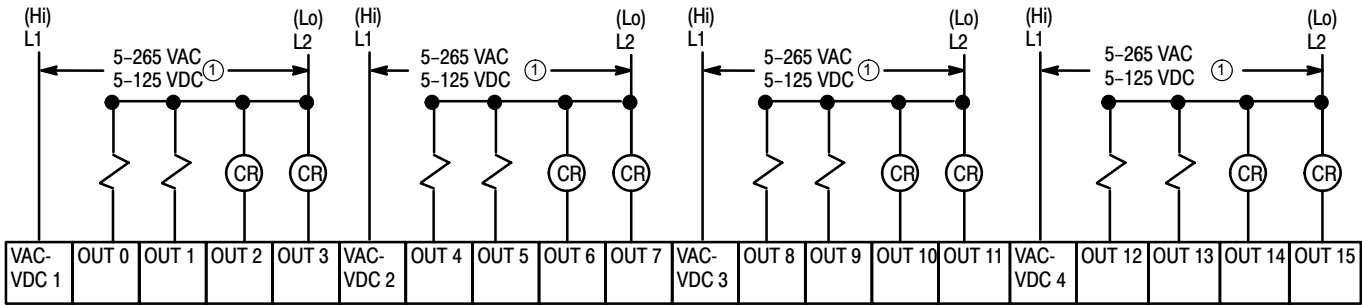 (Hi) (Lo) (Hi) (Lo) (Hi) (Lo) (Hi) (Lo)
L1 L2 L1 L2 L1 L2 L1 L2
5–265 VAC 5–265 VAC 5–265 VAC 5–265 VAC
5–125 VDC ① 5–125 VDC ① 5–125 VDC ① 5–125 VDC ①
CR CR CR CR CR CR CR CR
VAC- OUT 0 OUT 1 OUT 2 OUT 3 VAC- OUT 4 OUT 5 OUT 6 OUT 7 VAC- OUT 8 OUT 9 OUT 10 OUT 11 VAC- OUT 12 OUT 13 OUT 14 OUT 15
VDC 1 VDC 2 VDC 3 VDC 4